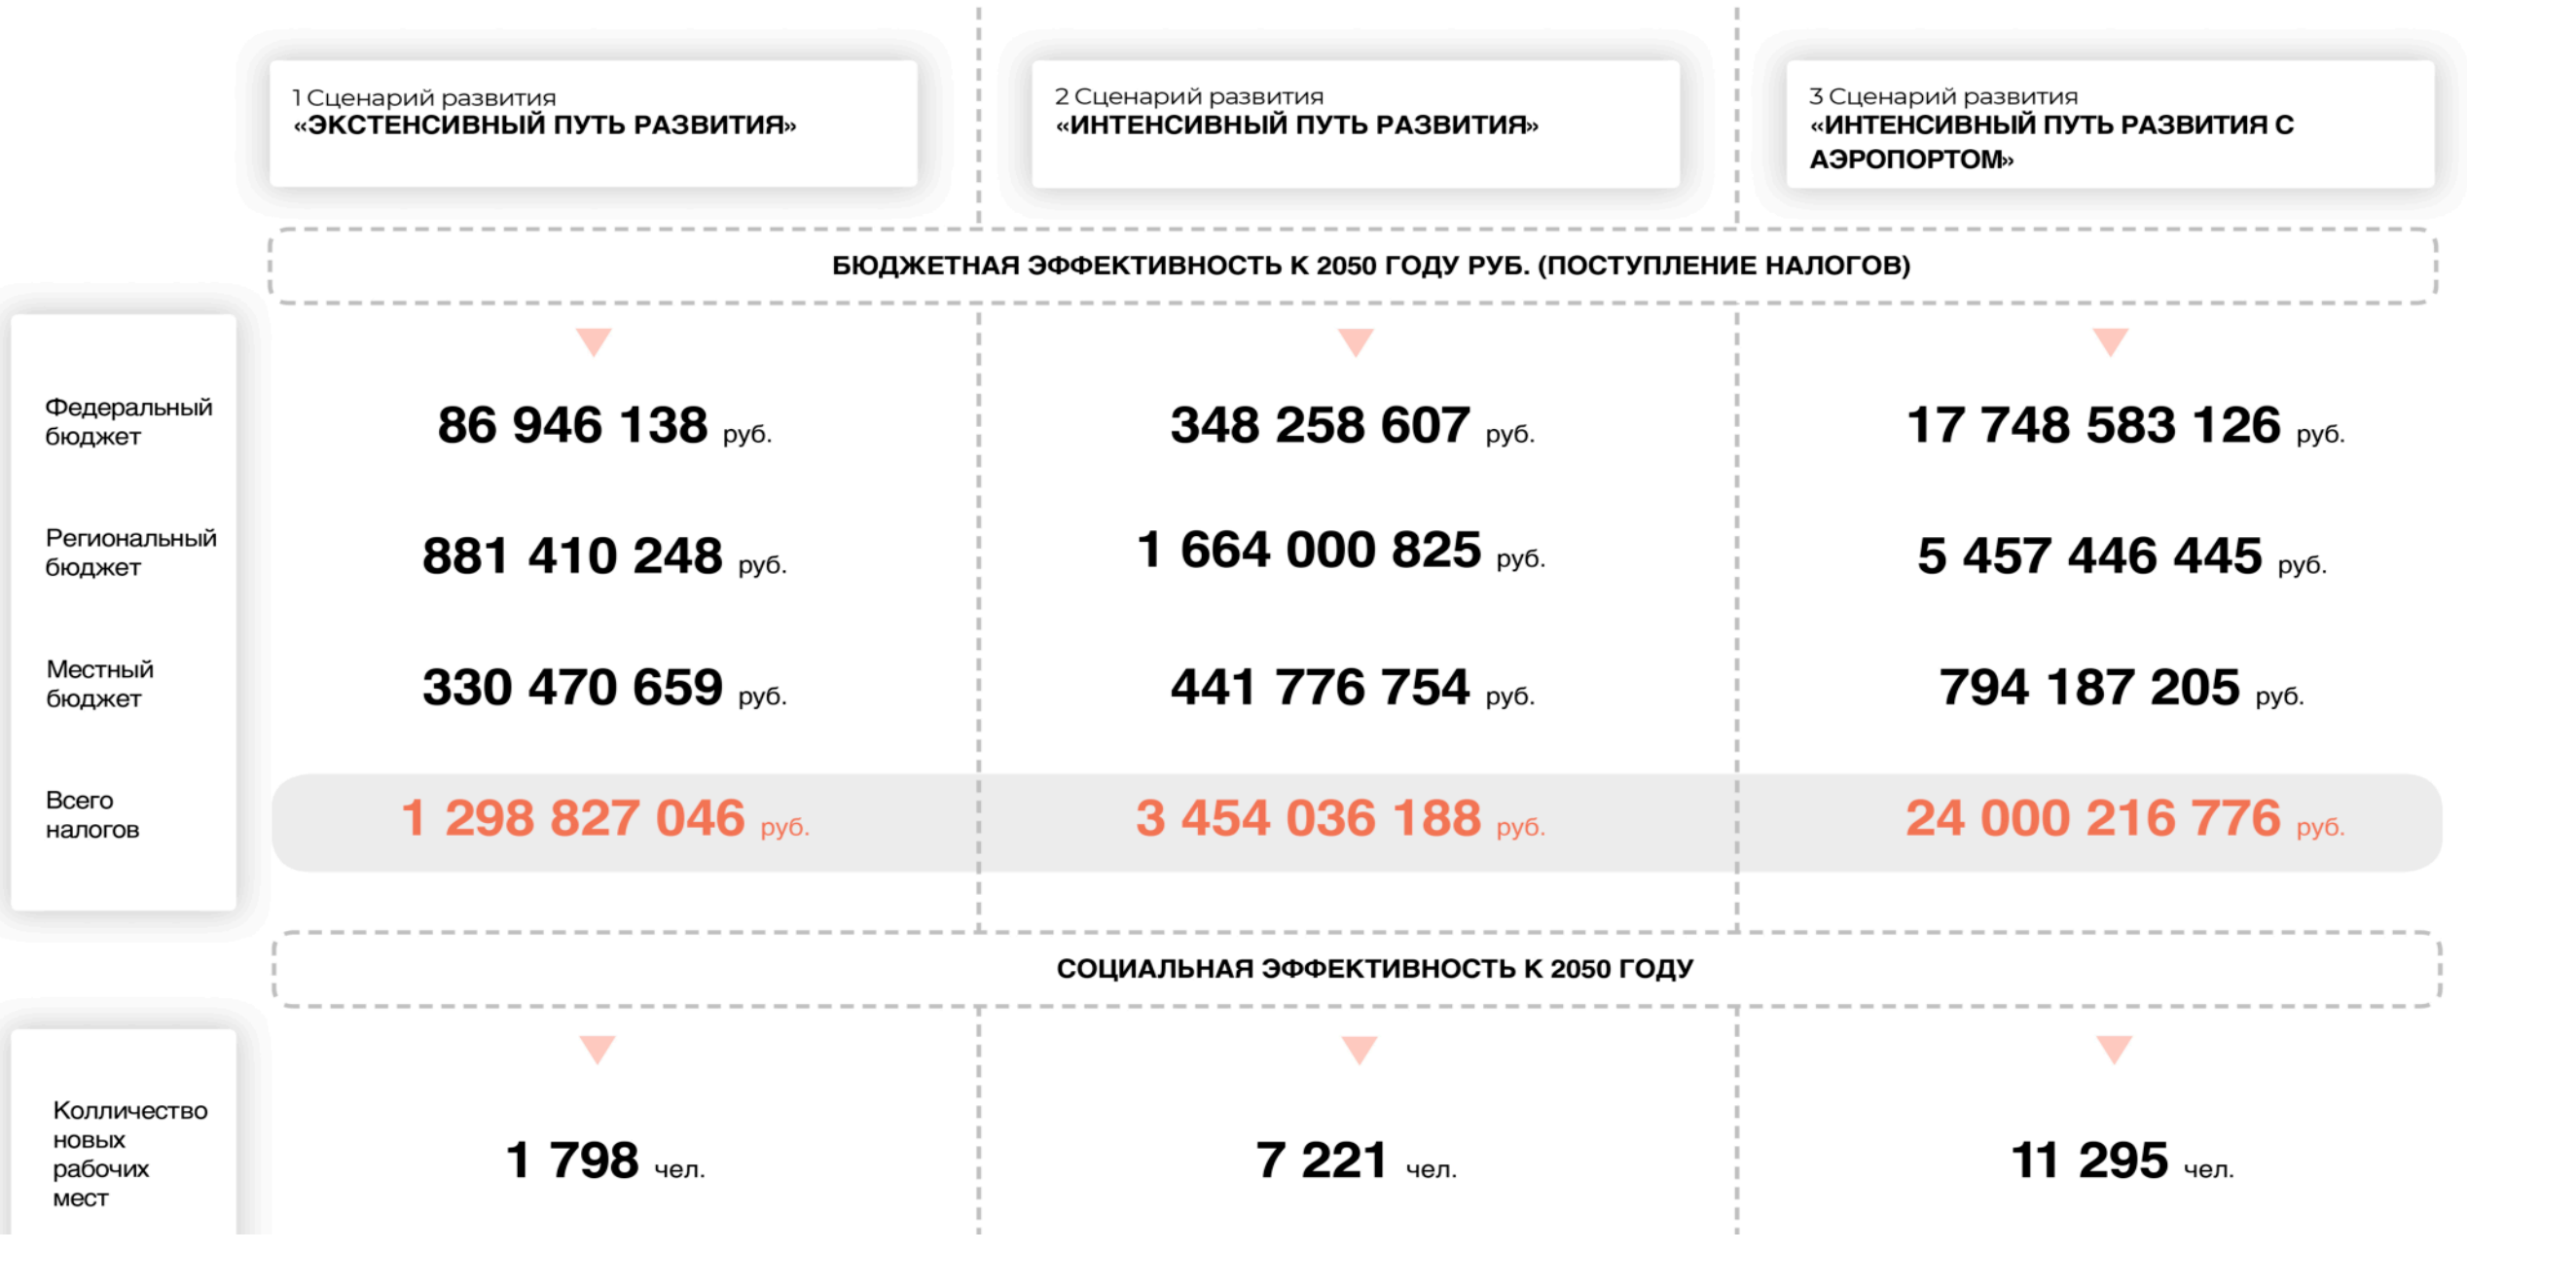 1 Сценарий развития
«ЭКСТЕНСИВНЫЙ ПУТЬ РАЗВИТИЯ»
2 Сценарий развития
«ИНТЕНСИВНЫЙ ПУТЬ РАЗВИТИЯ»
3 Сценарий развития
«ИНТЕНСИВНЫЙ ПУТЬ РАЗВИТИЯ С
АЭРОПОРТОМ»
БЮДЖЕТНАЯ ЭФФЕКТИВНОСТЬ К 2050 ГОДУ РУБ. (ПОСТУПЛЕНИЕ НАЛОГОВ)
Федеральный
бюджет
86 946 138 руб.
348 258 607 руб.
17 748 583 126 руб.
Региональный
бюджет
881 410 248 руб.
1 664 000 825 руб.
5 457 446 445 руб.
Местный
бюджет
330 470 659 руб.
441 776 754 руб.
794 187 205 руб.
Всего
налогов
1 298 827 046 руб.
3 454 036 188 руб.
24 000 216 776 руб.
СОЦИАЛЬНАЯ ЭФФЕКТИВНОСТЬ К 2050 ГОДУ
Колличество
новых
рабочих
мест
1 798 чел.
7 221 чел.
11 295 чел.